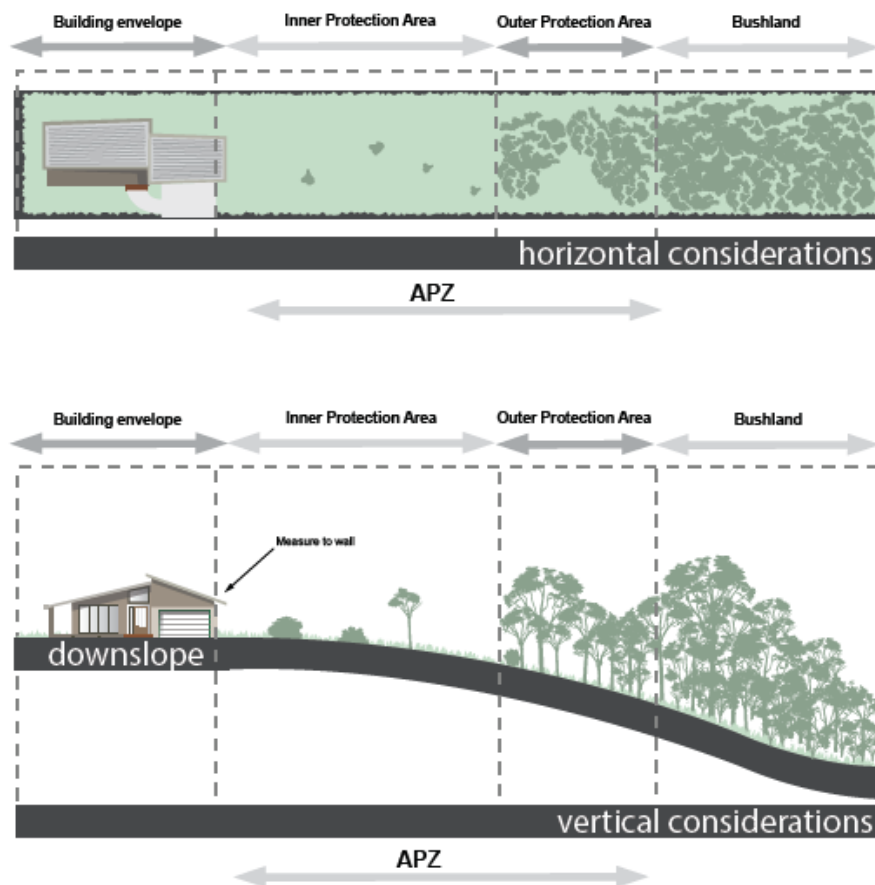 Building envelope
Inner Protection Area
Outer Protection Area
Bushland
horizontal considerations
APZ
Building envelope
Inner Protection Area
Outer Protection Area
Bushland
Measure to wall
downslope
vertical considerations
APZ